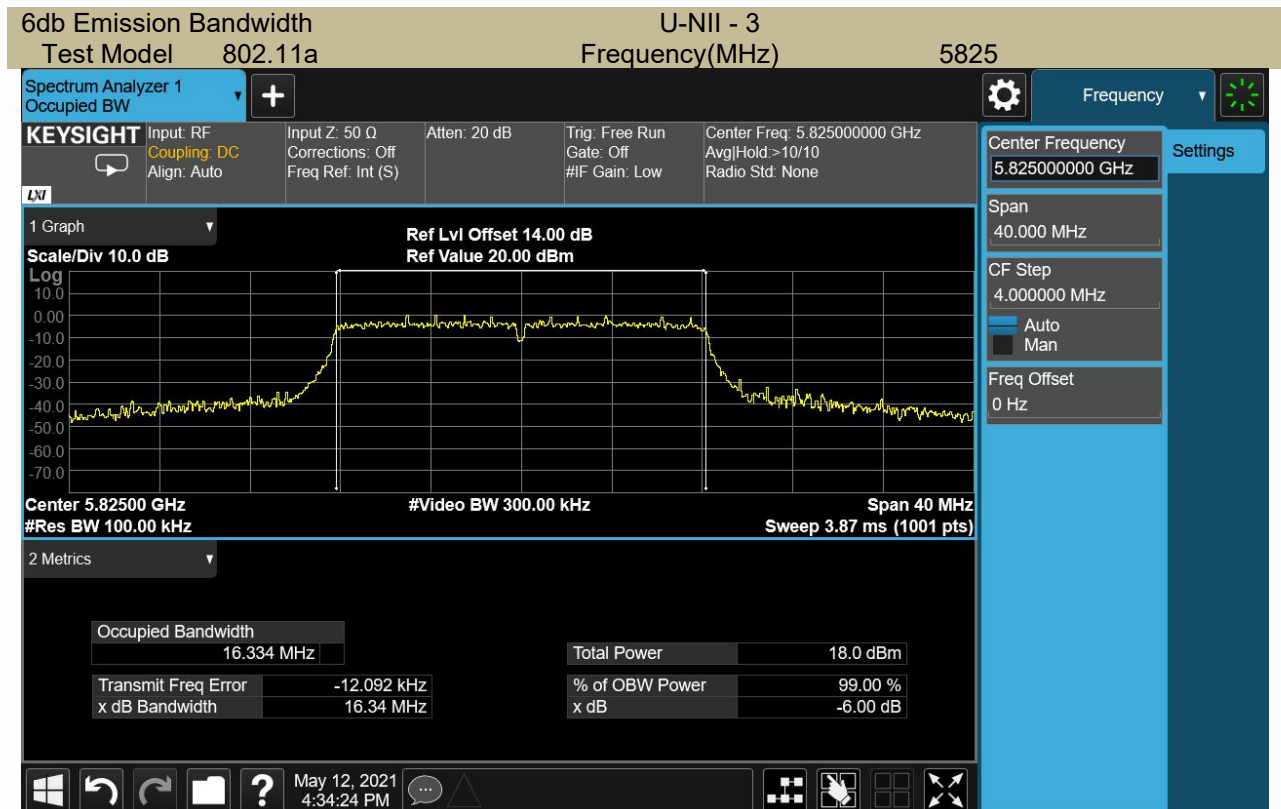 6db Emission Bandwidth U-NII - 3
Test Model 802.11a Frequency(MHz) 5825
Spectrum Analyzer 1
Occupied BW
+
Frequency
KEYSIGHT
LXI
Input: RF
Coupling: DC
Align: Auto
Input Z: 50 Ω
Corrections: Off
Freq Ref: Int (S)
Atten: 20 dB
Trig: Free Run
Gate: Off
#IF Gain: Low
Center Freq: 5.825000000 GHz
Avg|Hold:>10/10
Radio Std: None
Center Frequency
5.825000000 GHz
Settings
Span
40.000 MHz
CF Step
4.000000 MHz
Auto
Man
Freq Offset
0 Hz
1 Graph
Scale/Div 10.0 dB
Ref Lvl Offset 14.00 dB
Ref Value 20.00 dBm
Log
10.0
0.00
-10.0
-20.0
-30.0
-40.0
-50.0
-60.0
-70.0
Center 5.82500 GHz #Video BW 300.00 kHz Span 40 MHz
#Res BW 100.00 kHz Sweep 3.87 ms (1001 pts)
2 Metrics
Occupied Bandwidth
16.334 MHz
Total Power 18.0 dBm
Transmit Freq Error -12.092 kHz
% of OBW Power 99.00 %
x dB Bandwidth 16.34 MHz
x dB -6.00 dB
?
May 12, 2021
4:34:24 PM